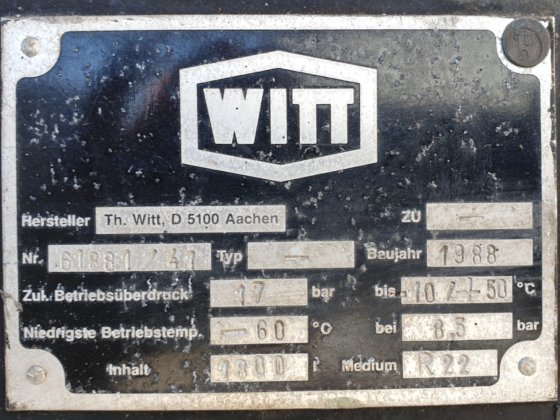 WITT
Hersteller Th. Witt, D 5100 Aachen ZU –
Nr. 61881/41 Typ – Baujahr 1988
Zul. Betriebsüberdruck 17 bar bis -10/+50 °C
Niedrigste Betriebstemp. -60 °C bei 8,5 bar
Inhalt l Medium R22